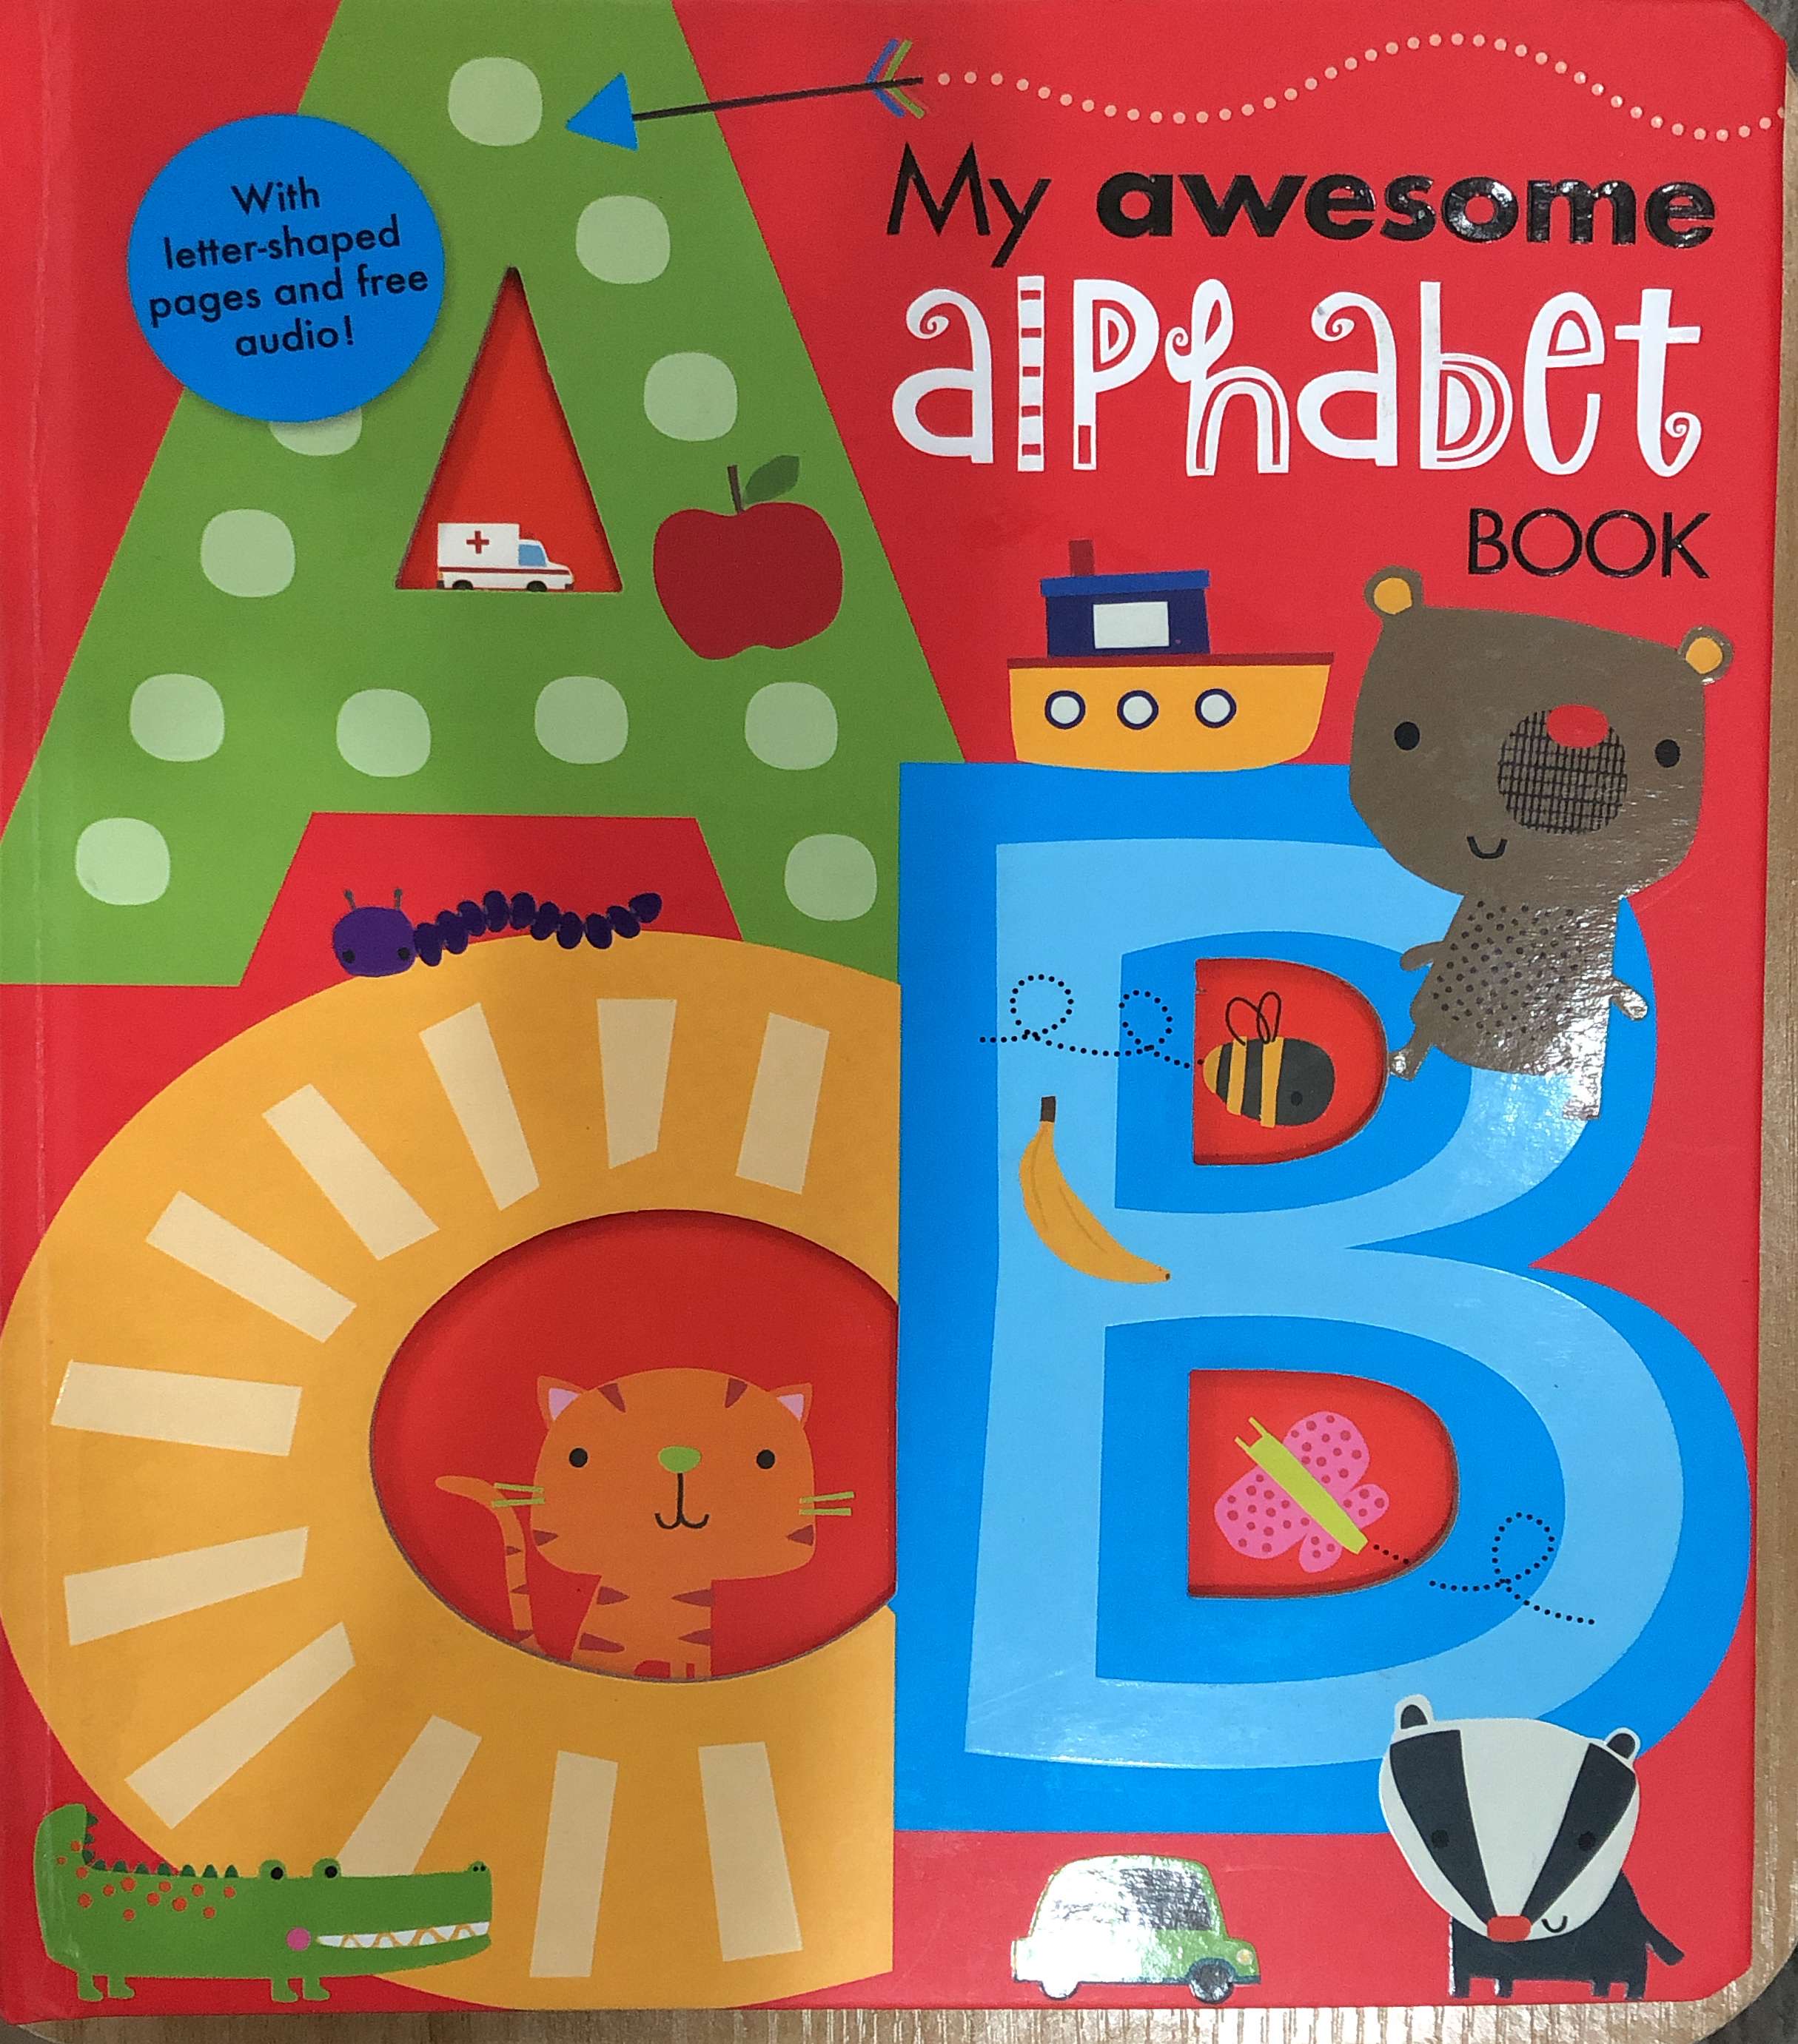 With
letter-shaped
pages and free
audio!
My awesome
alphabet
BOOK
A
B
C